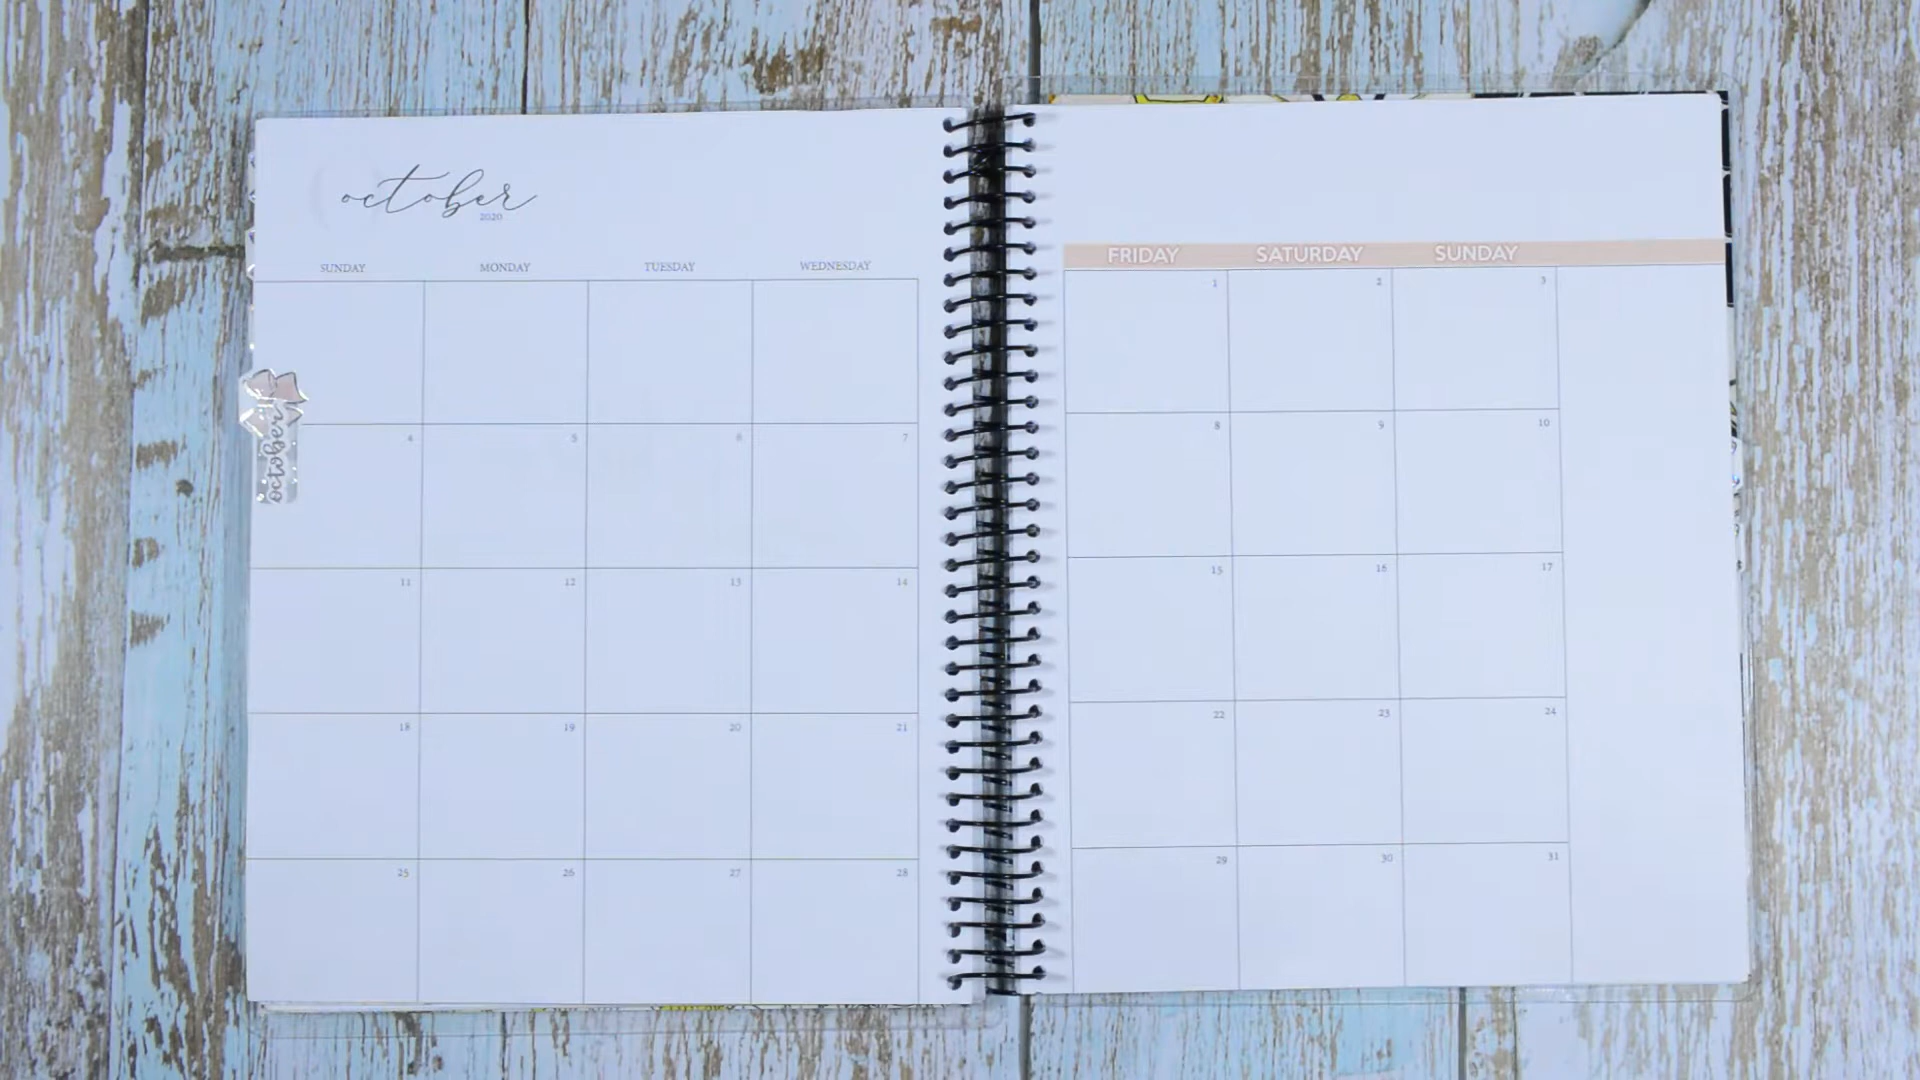 october
2020
SUNDAY MONDAY TUESDAY WEDNESDAY
FRIDAY SATURDAY SUNDAY
1 2 3
october
4 5 6 7
8 9 10
11 12 13 14
15 16 17
18 19 20 21
22 23 24
25 26 27 28
29 30 31